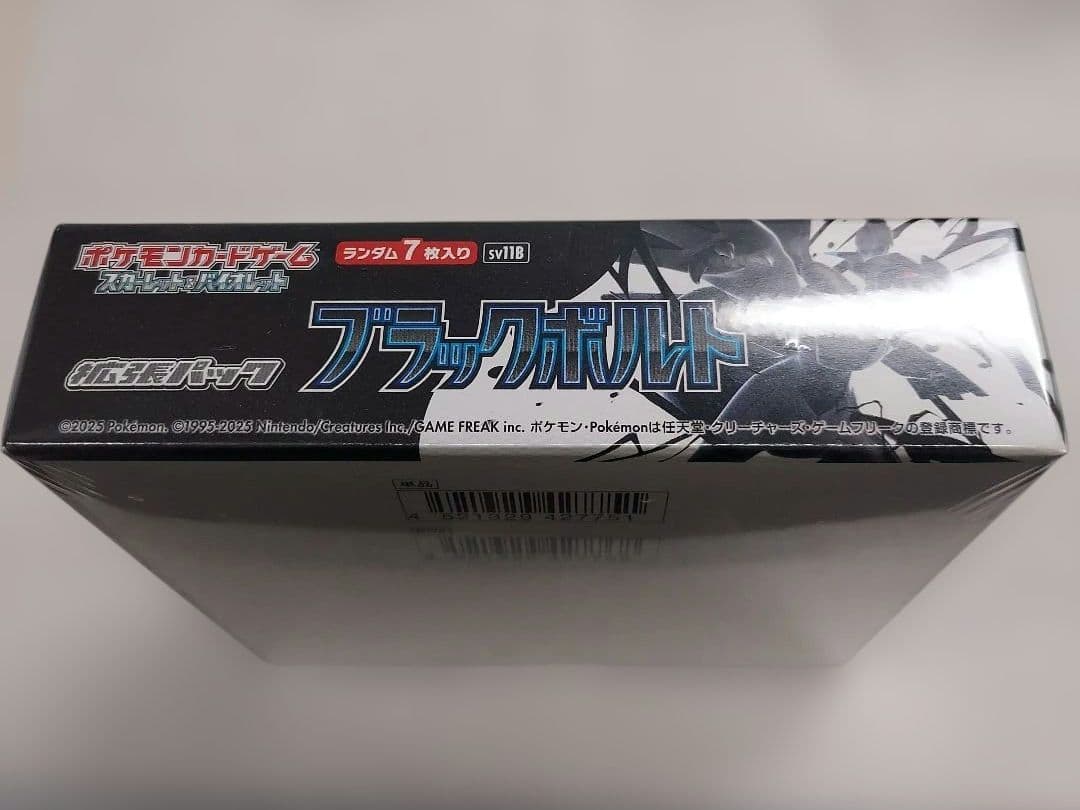 ポケモンカードゲーム
スカーレット&バイオレット
ランダム7枚入り
sv11B
拡張パック
ブラックボルト
©2025 Pokémon. ©1995-2025 Nintendo/Creatures Inc./GAME FREAK inc. ポケモン・Pokémonは任天堂・クリーチャーズ・ゲームフリークの登録商標です。
4 521329 427751